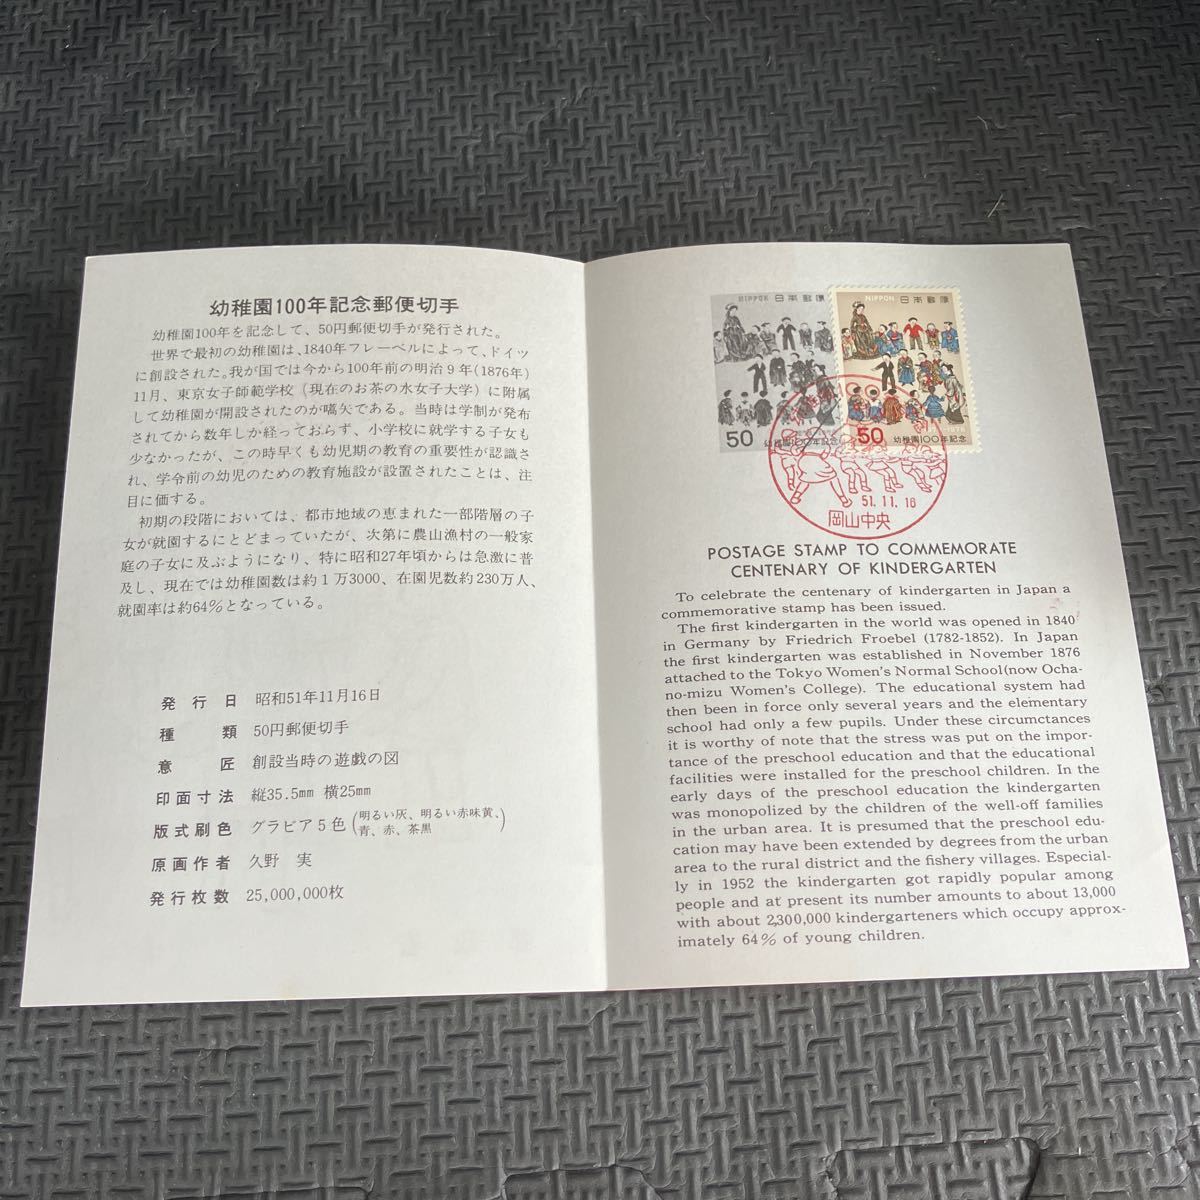 幼稚園100年記念郵便切手
幼稚園100年を記念して、50円郵便切手が発行された。
世界で最初の幼稚園は、1840年フレーベルによって、ドイツ
に創設された。我が国では今から100年前の明治9年(1876年)
11月、東京女子師範学校（現在のお茶の水女子大学）に附属
して幼稚園が開設されたのが嚆矢である。当時は学制が発布
されてから数年しか経っておらず、小学校に就学する子女も
少なかったが、この時早くも幼児期の教育の重要性が認識さ
れ、学令前の幼児のための教育施設が設置されたことは、注
目に価する。
初期の段階においては、都市地域の恵まれた一部階層の子
女が就園するにとどまっていたが、次第に農山漁村の一般家
庭の子女に及ぶようになり、特に昭和27年頃からは急激に普
及し、現在では幼稚園数は約1万3000、在園児数約230万人、
就園率は約64%となっている。
発行日 昭和51年11月16日
種類 50円郵便切手
意匠 創設当時の遊戯の図
印面寸法 縦35.5mm 横25mm
版式刷色 グラビア5色(明るい灰、明るい赤味黄、
青、赤、茶黒)
原画作者 久野 実
発行枚数 25,000,000枚
NIPPON 日本郵便
50 幼稚園100年記念
NIPPON 日本郵便
1976
50 幼稚園100年記念
51.11.16
岡山中央
POSTAGE STAMP TO COMMEMORATE
CENTENARY OF KINDERGARTEN
To celebrate the centenary of kindergarten in Japan a
commemorative stamp has been issued.
The first kindergarten in the world was opened in 1840
in Germany by Friedrich Froebel (1782-1852). In Japan
the first kindergarten was established in November 1876
attached to the Tokyo Women's Normal School(now Ocha-
no-mizu Women's College). The educational system had
then been in force only several years and the elementary
school had only a few pupils. Under these circumctances
it is worthy of note that the stress was put on the impor-
tance of the preschool education and that the educational
facilities were installed for the preschool children. In the
early days of the preschool education the kindergarten
was monopolized by the children of the well-off families
in the urban area. It is presumed that the preschool edu-
cation may have been extended by degrees from the urban
area to the rural district and the fishery villages. Especial-
ly in 1952 the kindergarten got rapidly popular among
people and at present its number amounts to about 13,000
with about 2,300,000 kindergarteners which occupy approx-
imately 64% of young children.